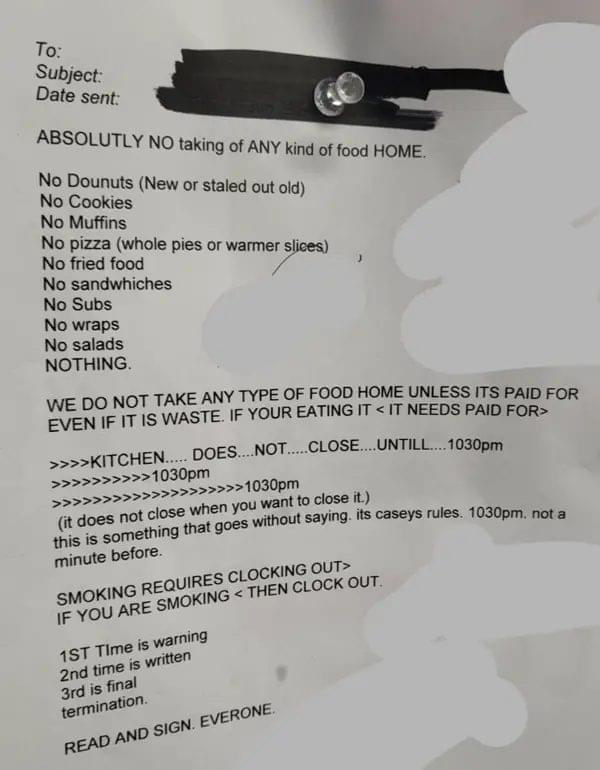 To:
Subject:
Date sent:
ABSOLUTLY NO taking of ANY kind of food HOME.
No Dounuts (New or staled out old)
No Cookies
No Muffins
No pizza (whole pies or warmer slices)
No fried food
No sandwhiches
No Subs
No wraps
No salads
NOTHING.
WE DO NOT TAKE ANY TYPE OF FOOD HOME UNLESS ITS PAID FOR
EVEN IF IT IS WASTE. IF YOUR EATING IT < IT NEEDS PAID FOR>
>>>>KITCHEN..... DOES....NOT.....CLOSE....UNTILL....1030pm
>>>>>>>>>>1030pm
>>>>>>>>>>>>>>>>>>>>1030pm
(it does not close when you want to close it.)
this is something that goes without saying. its caseys rules. 1030pm. not a
minute before.
SMOKING REQUIRES CLOCKING OUT>
IF YOU ARE SMOKING < THEN CLOCK OUT.
1ST TIme is warning
2nd time is written
3rd is final
termination.
READ AND SIGN. EVERONE.